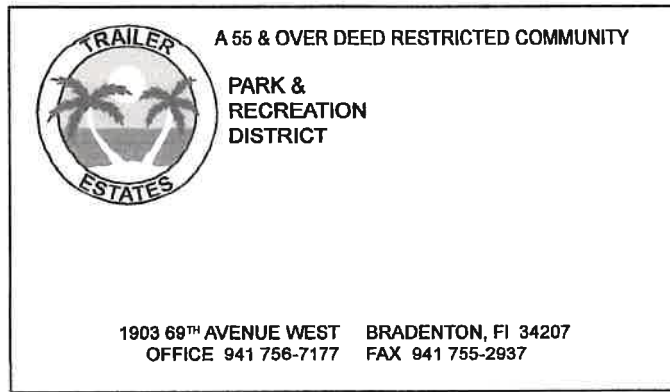 TRAILER
ESTATES
A 55 & OVER DEED RESTRICTED COMMUNITY
PARK &
RECREATION
DISTRICT
1903 69TH AVENUE WEST BRADENTON, Fl 34207
OFFICE 941 756-7177 FAX 941 755-2937